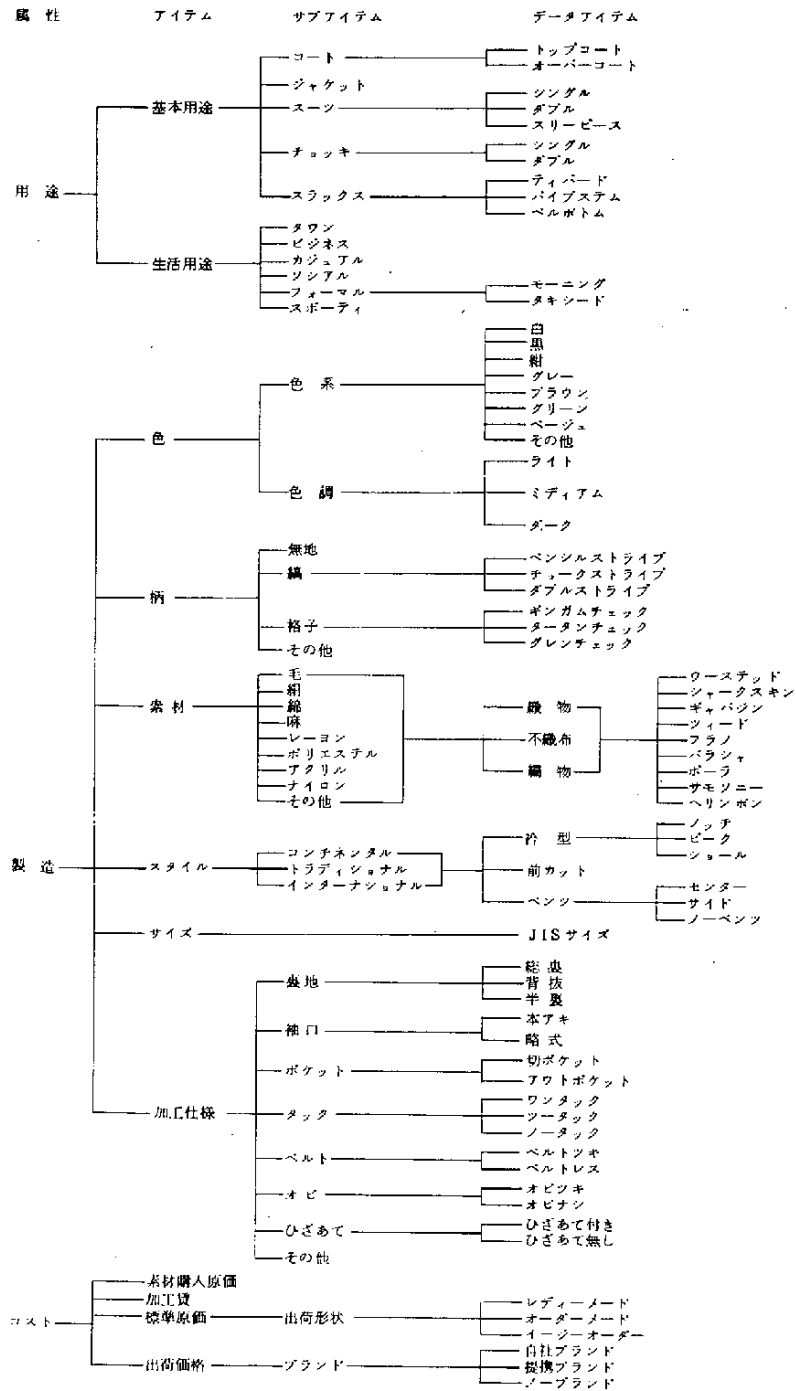 属性 アイテム サブアイテム データアイテム
用途
基本用途
コート
トップコート
オーバーコート
ジャケット
スーツ
シングル
ダブル
スリーピース
チョッキ
シングル
ダブル
スラックス
ティパード
パイプステム
ベルボトム
生活用途
タウン
ビジネス
カジュアル
ソシアル
フォーマル
モーニング
タキシード
スポーティ
製造
色
色系
白
黒
紺
グレー
ブラウン
グリーン
ベージュ
その他
色調
ライト
ミディアム
ダーク
柄
無地
縞
ペンシルストライプ
チョークストライプ
ダブルストライプ
格子
ギンガムチェック
タータンチェック
グレンチェック
その他
素材
毛
絹
綿
麻
レーヨン
ポリエステル
アクリル
ナイロン
その他
織物
不織布
編物
ウーステッド
シャークスキン
ギャバジン
ツィード
フラノ
バラシャ
ポーラ
サモソニー
ヘリンボン
スタイル
コンチネンタル
トラディショナル
インターナショナル
衿型
ノッチ
ピーク
ショール
前カット
ベンツ
センター
サイド
ノーベンツ
サイズ
JISサイズ
加工仕様
裏地
総裏
背抜
半裏
袖口
本アキ
略式
ポケット
切ポケット
アウトポケット
タック
ワンタック
ツータック
ノータック
ベルト
ベルトツキ
ベルトレス
オビ
オビツキ
オビナシ
ひざあて
ひざあて付き
ひざあて無し
その他
コスト
素材購入原価
加工賃
標準原価
出荷形状
レディーメード
オーダーメード
イージーオーダー
出荷価格
ブランド
自社ブランド
提携ブランド
ノーブランド